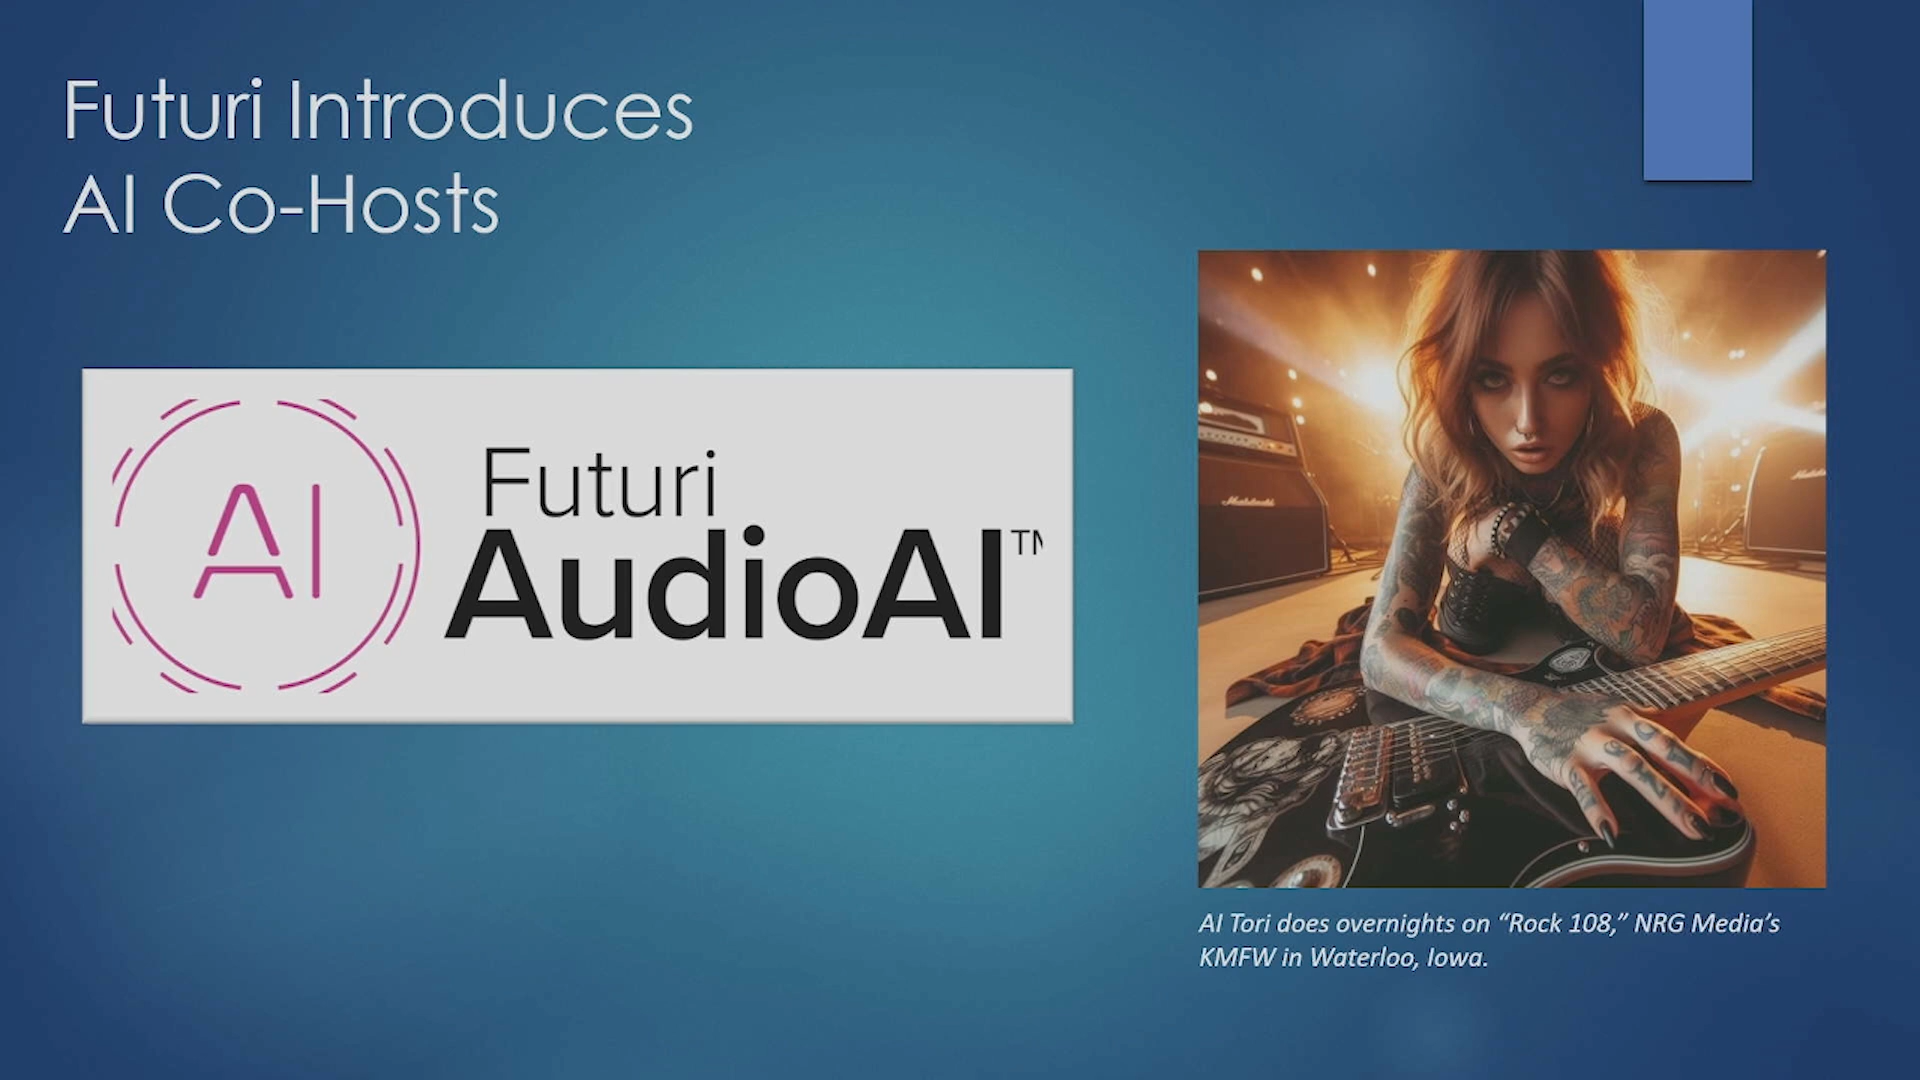 Futuri Introduces
AI Co-Hosts
AI
Futuri
AudioAI™
AI Tori does overnights on “Rock 108,” NRG Media’s
KMFW in Waterloo, Iowa.